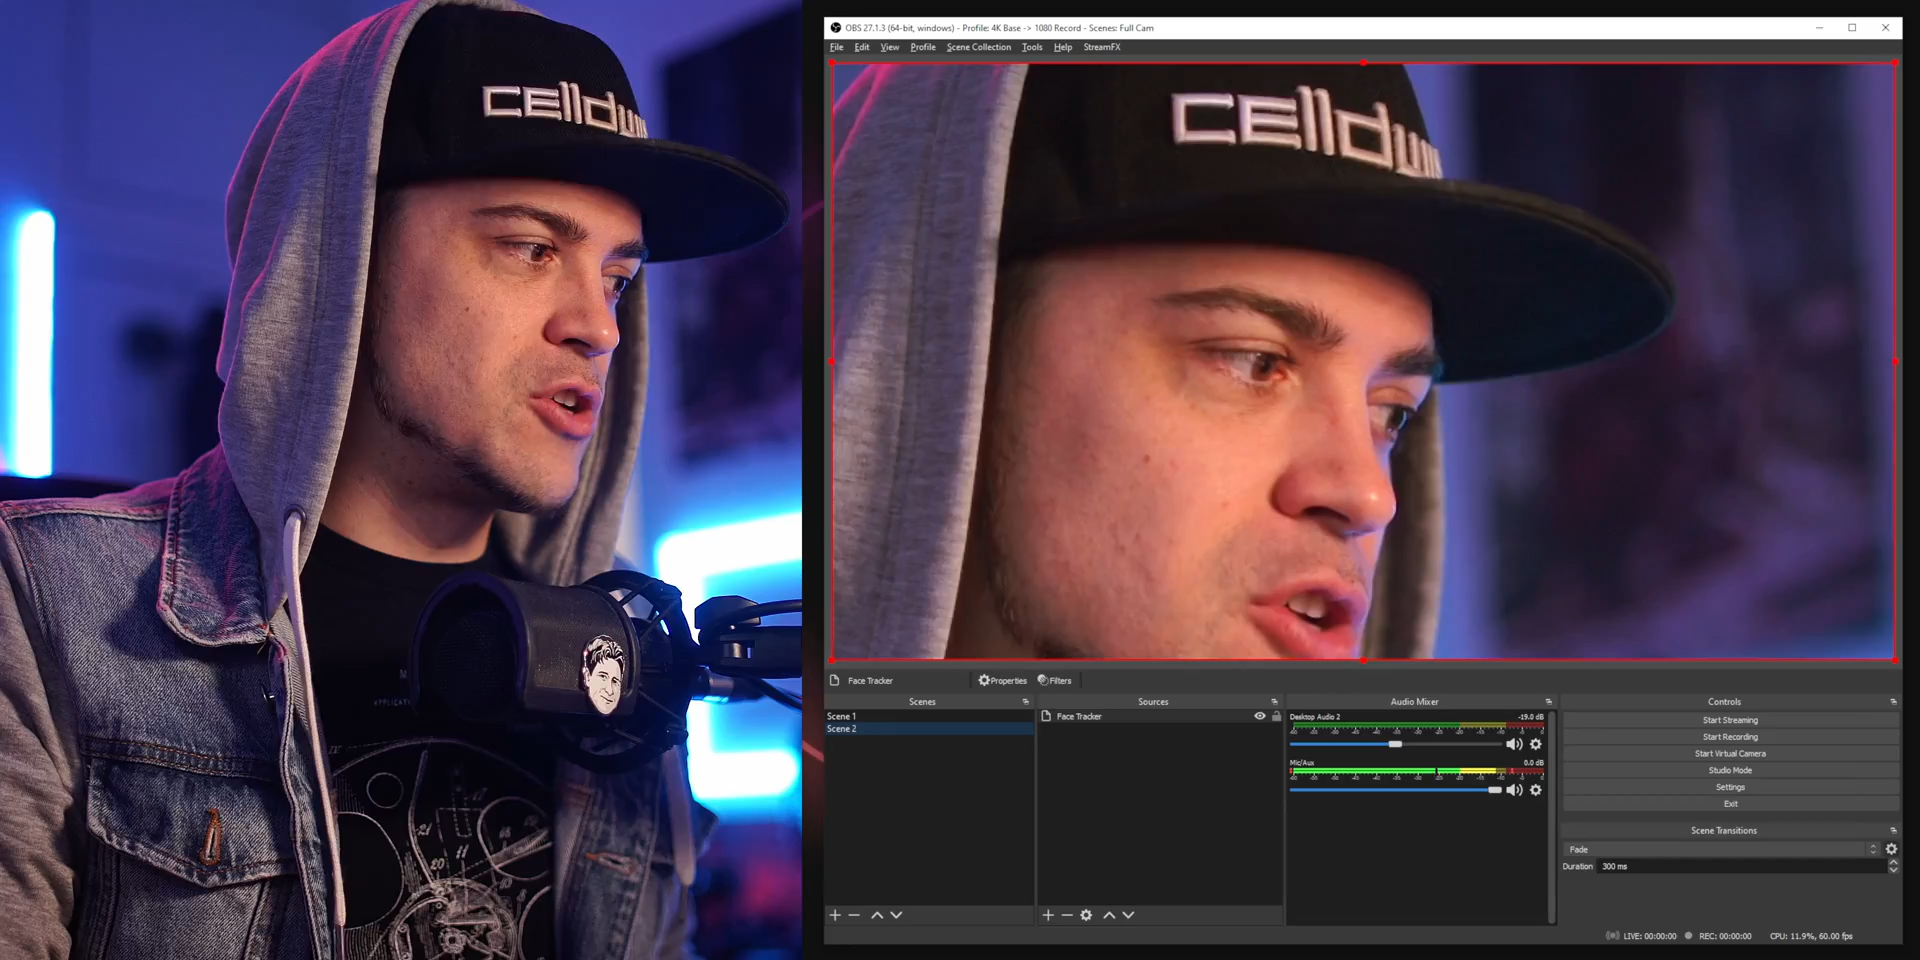 celldw
OBS 27.1.3 (64-bit, windows) - Profile: 4K Base -> 1080 Record - Scenes: Full Cam
File Edit View Profile Scene Collection Tools Help StreamFX
celldw
Face Tracker Properties Filters
Scenes
Scene 1
Scene 2
Sources
Face Tracker
Audio Mixer
Desktop Audio 2 -19.0 dB
Mic/Aux 0.0 dB
Controls
Start Streaming
Start Recording
Start Virtual Camera
Studio Mode
Settings
Exit
Scene Transitions
Fade
Duration 300 ms
LIVE: 00:00:00 REC: 00:00:00 CPU: 11.9%, 60.00 fps